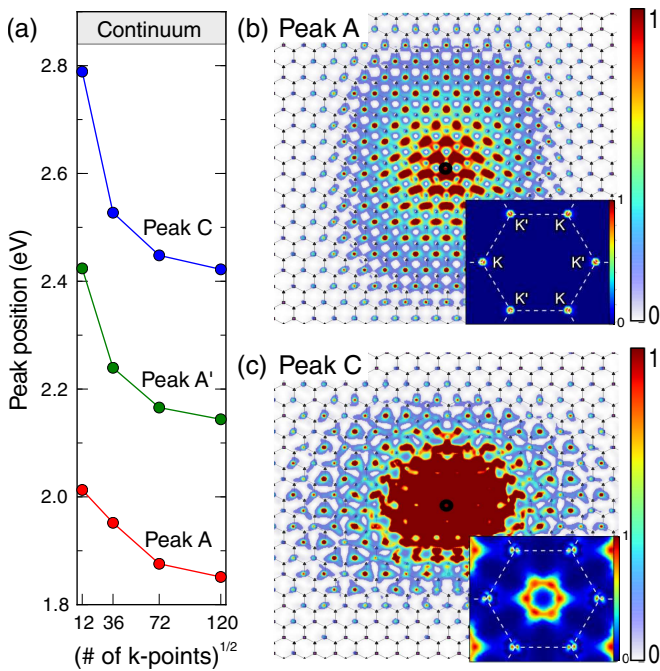 (a)
Continuum
2.8
2.6
2.4
2.2
2.0
1.8
Peak position (eV)
Peak C
Peak A'
Peak A
12 36 72 120
(# of k-points)^1/2
(b) Peak A
1
0
1
0
K' K
K K'
K' K
(c) Peak C
1
0
1
0